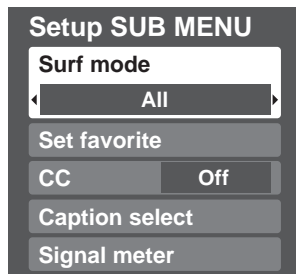 Setup SUB MENU
Surf mode
All
Set favorite
CC Off
Caption select
Signal meter